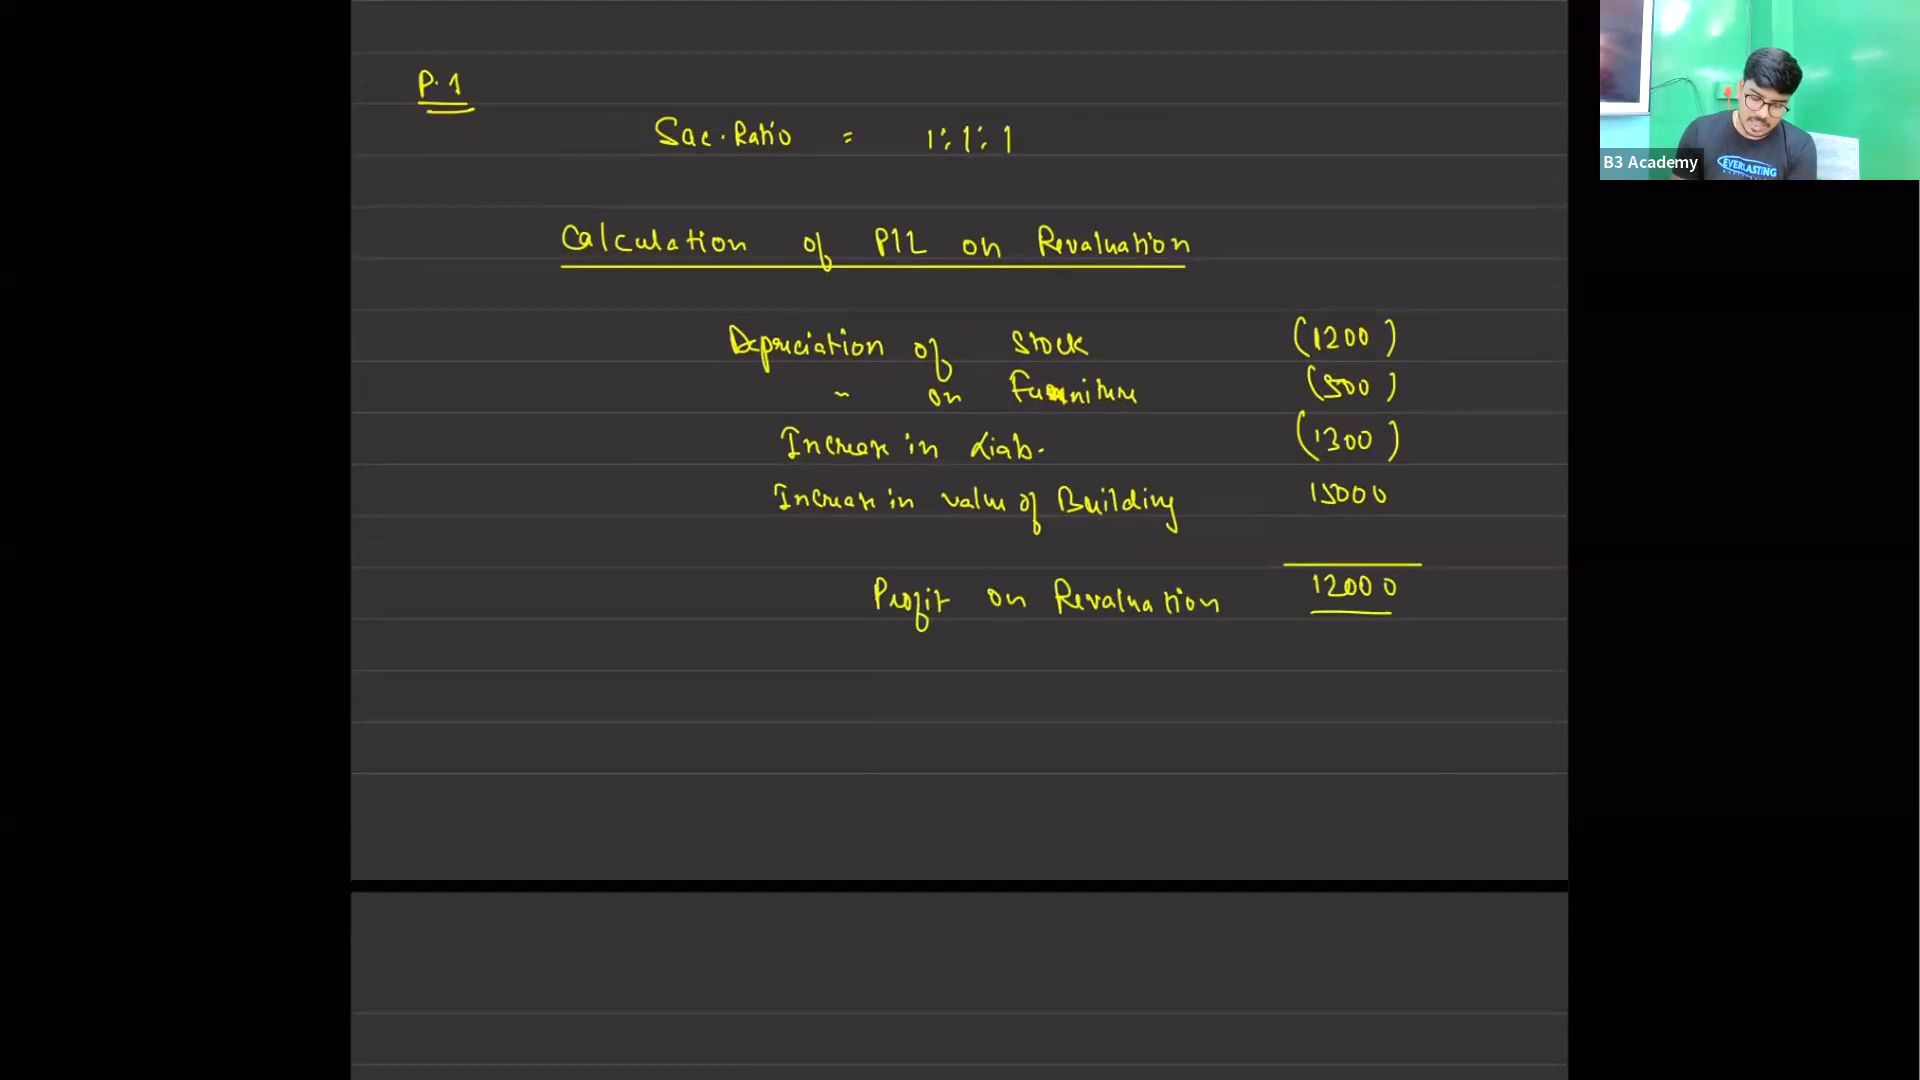 P.1
Sac. Ratio = 1:1:1
Calculation of P/L on Revaluation
Depreciation of Stock (1200)
" on Furniture (500)
Increase in Liab. (1300)
Increase in value of Building 15000
Profit on Revaluation 12000
B3 Academy
EVERLASTING